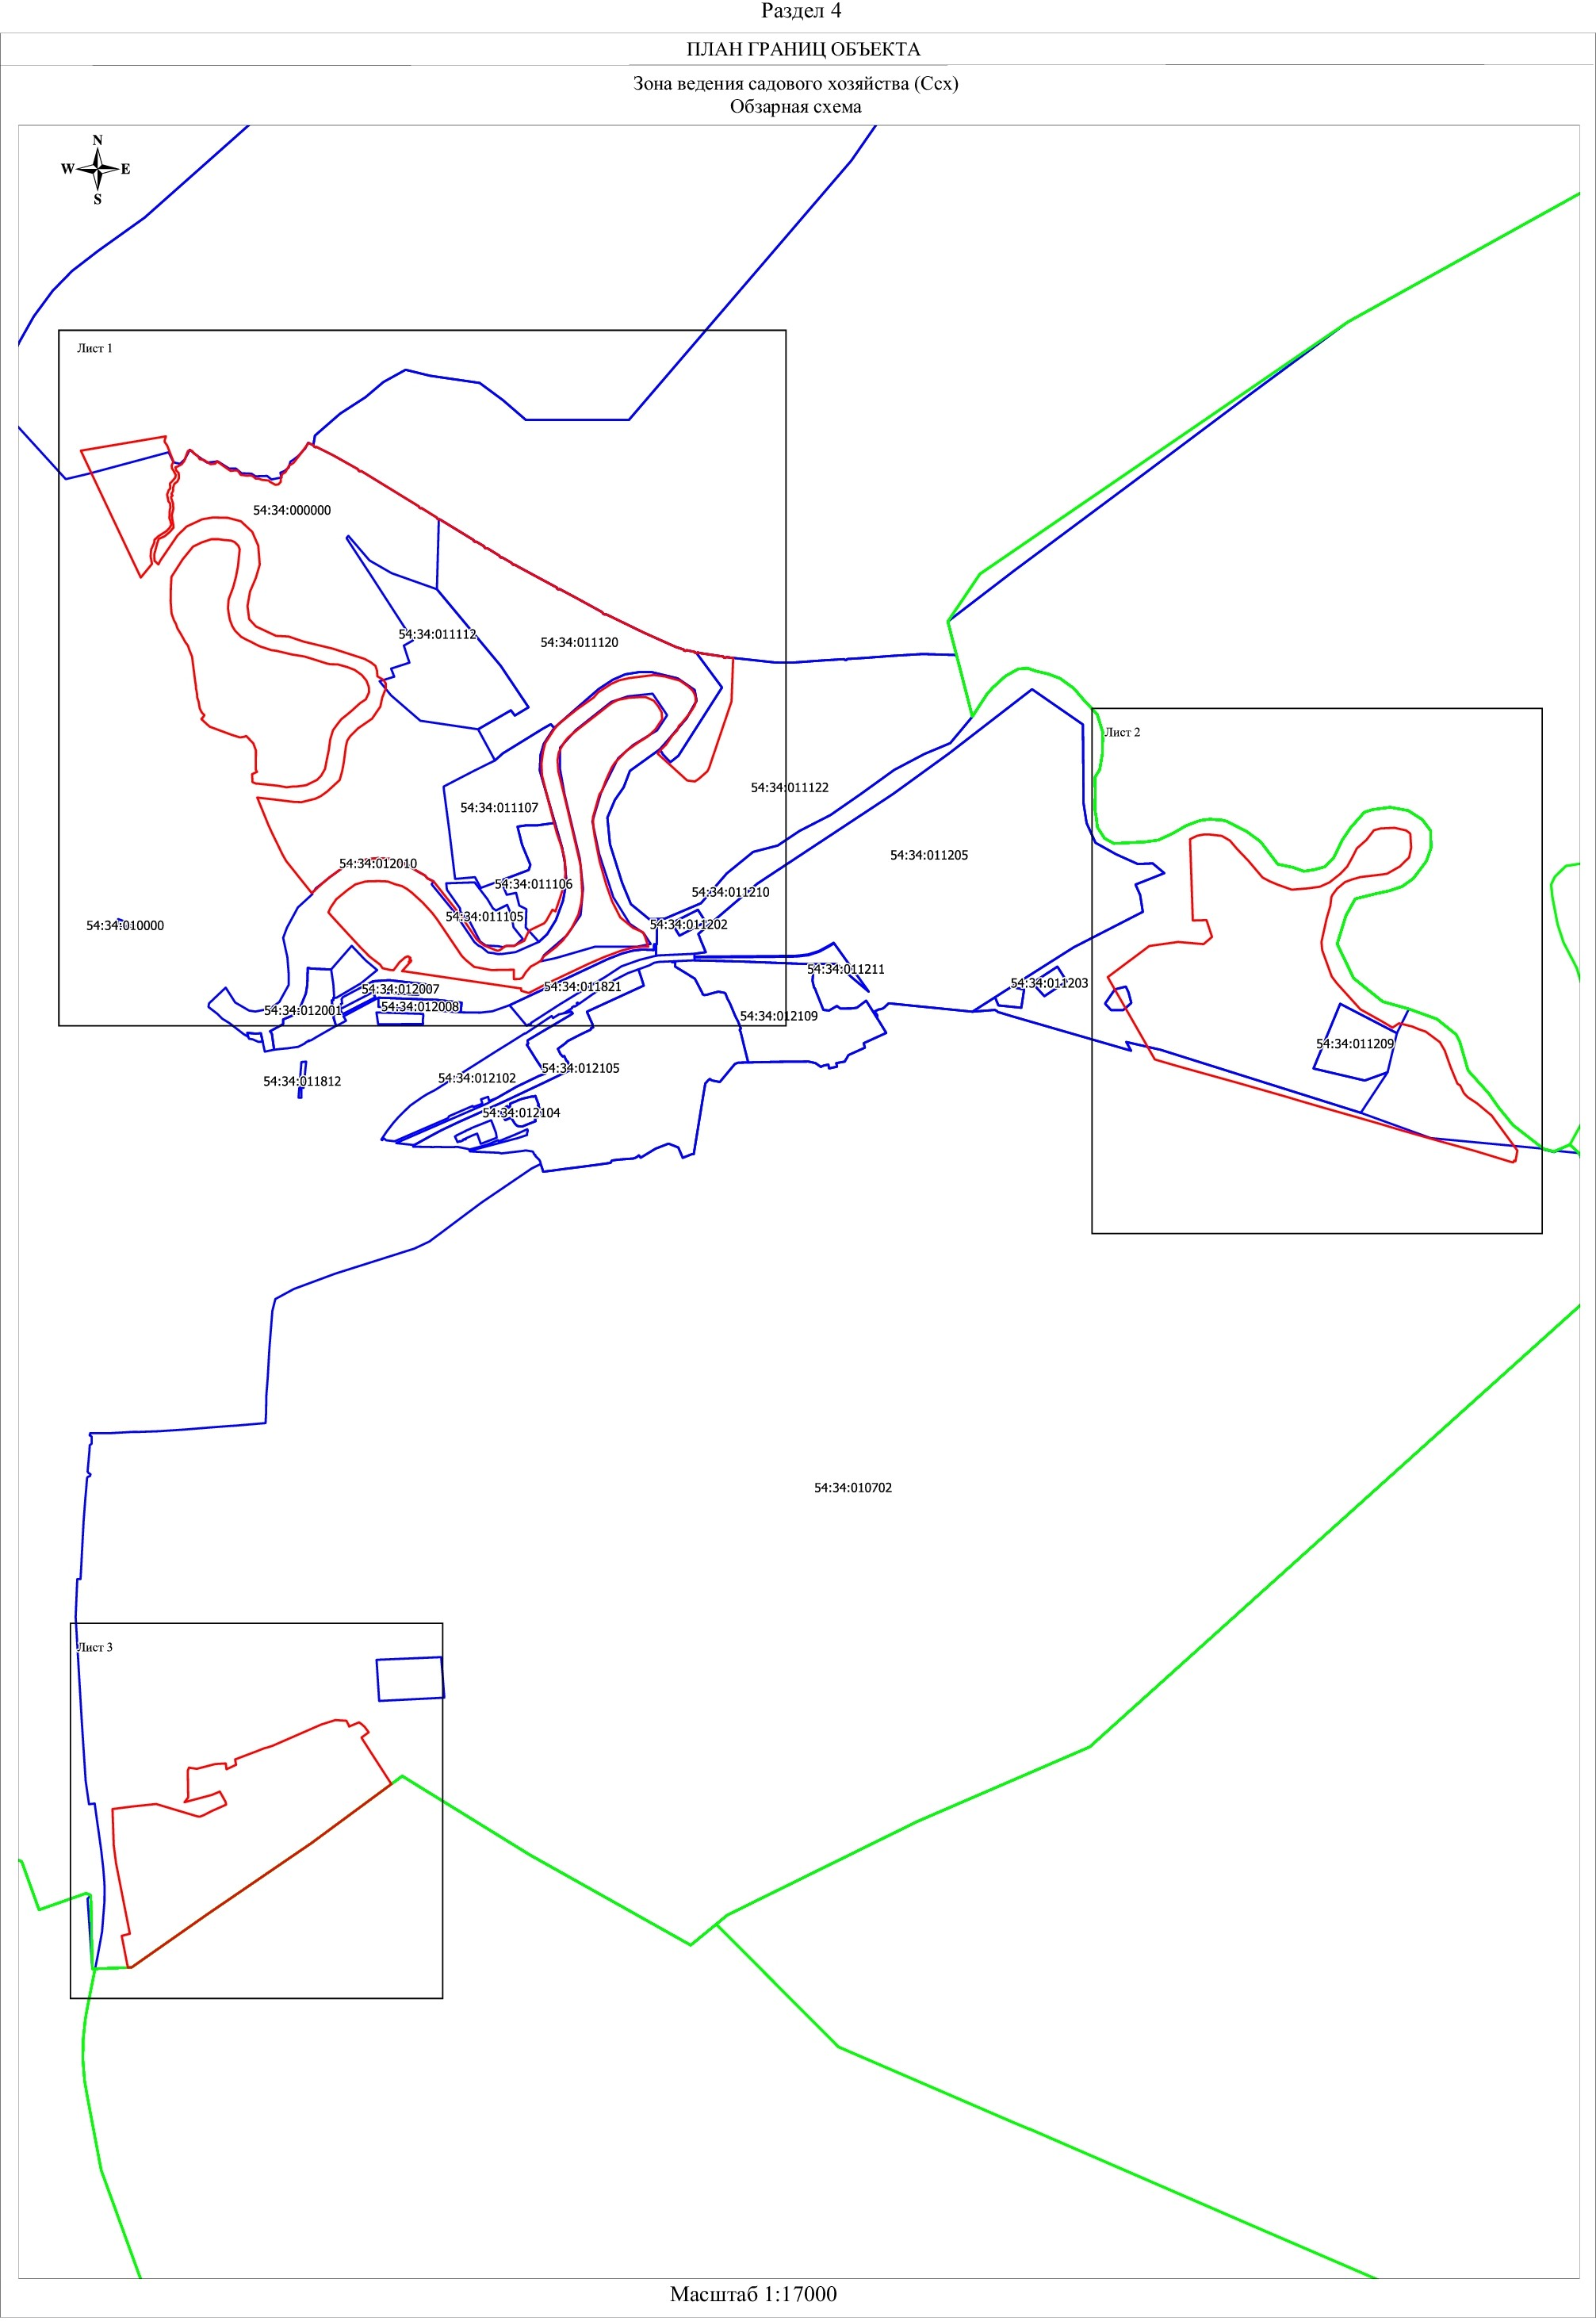 Раздел 4
ПЛАН ГРАНИЦ ОБЪЕКТА
Зона ведения садового хозяйства (Ссх)
Обзарная схема
N
W E
S
Лист 1
54:34:000000
54:34:011112
54:34:011120
Лист 2
54:34:011122
54:34:011107
54:34:011205
54:34:012010
54:34:011106
54:34:011210
54:34:011105
54:34:010000
54:34:011202
54:34:011211
54:34:011203
54:34:012007
54:34:011821
54:34:012008
54:34:012001
54:34:012109
54:34:011209
54:34:012105
54:34:012102
54:34:011812
54:34:012104
54:34:010702
Лист 3
Масштаб 1:17000